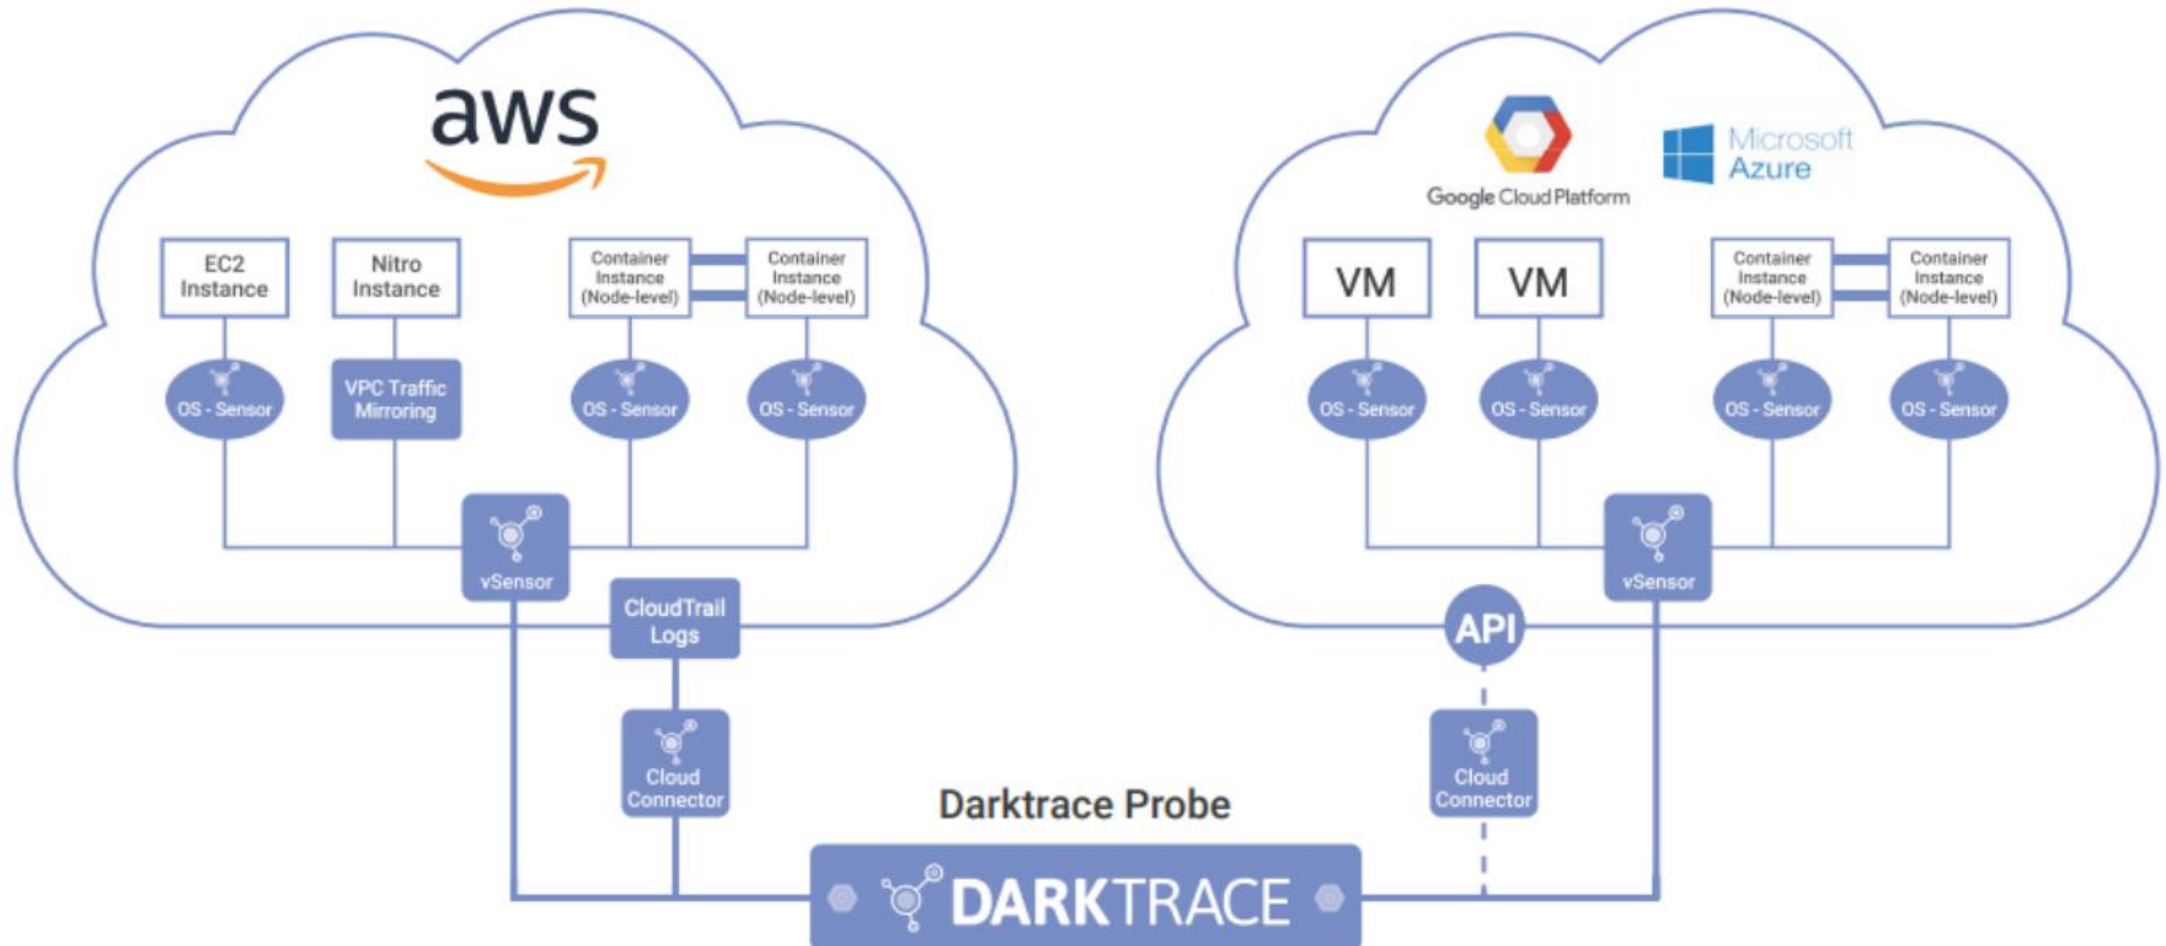 aws
Google Cloud Platform
Microsoft
Azure
EC2
Instance
Nitro
Instance
Container
Instance
(Node-level)
Container
Instance
(Node-level)
VM
VM
Container
Instance
(Node-level)
Container
Instance
(Node-level)
OS - Sensor
VPC Traffic
Mirroring
OS - Sensor
OS - Sensor
OS - Sensor
OS - Sensor
OS - Sensor
OS - Sensor
vSensor
vSensor
CloudTrail
Logs
API
Cloud
Connector
Cloud
Connector
Darktrace Probe
DARKTRACE